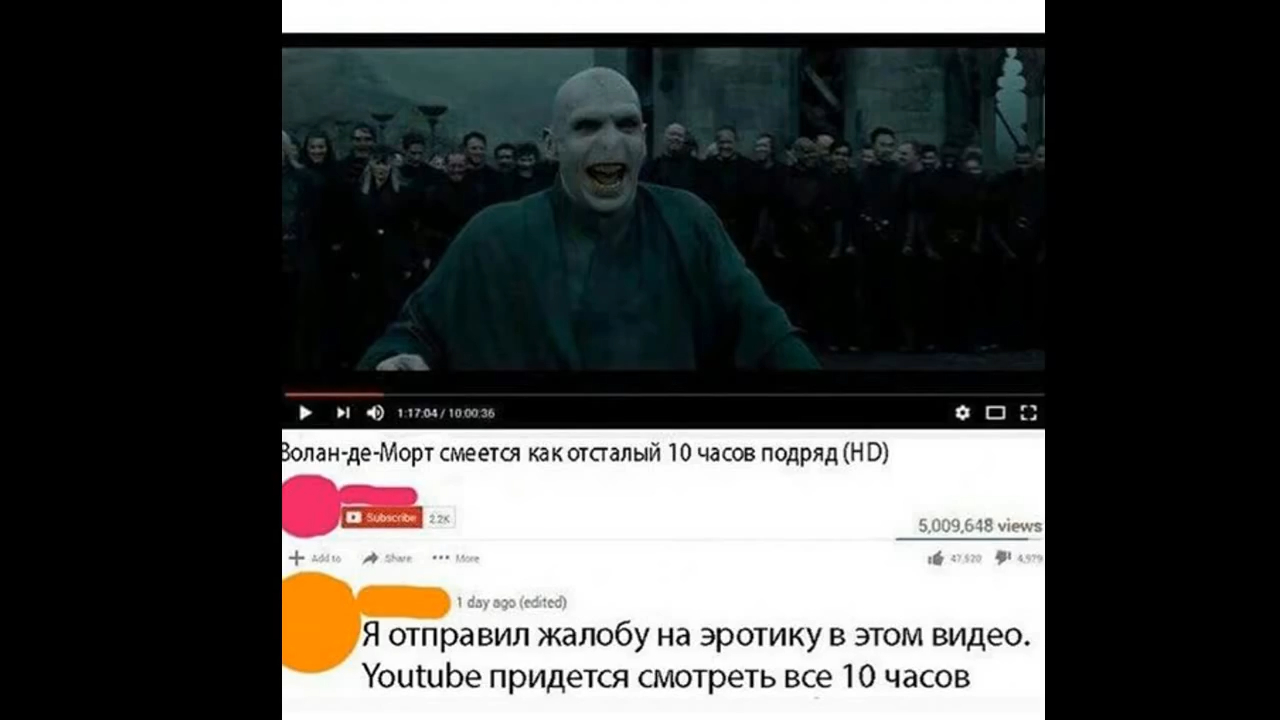 1:17:04 / 10:00:36
Волан-де-Морт смеется как отсталый 10 часов подряд (HD)
Subscribe 2.2K
5,009,648 views
Add to Share More 47,520 4,979
1 day ago (edited)
Я отправил жалобу на эротику в этом видео.
Youtube придется смотреть все 10 часов